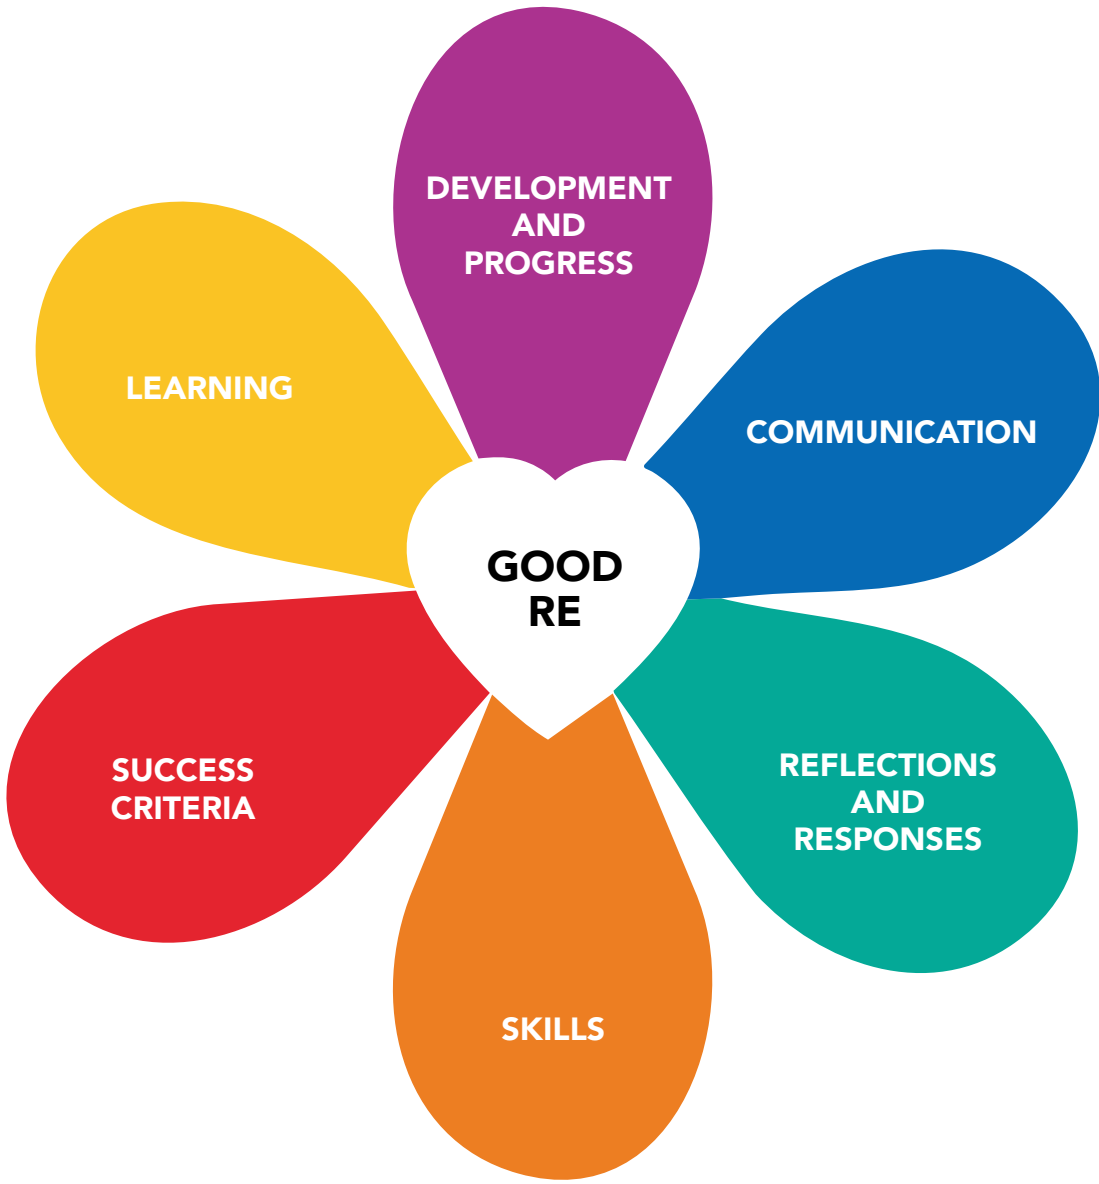 DEVELOPMENT
AND
PROGRESS
LEARNING
COMMUNICATION
GOOD
RE
SUCCESS
CRITERIA
REFLECTIONS
AND
RESPONSES
SKILLS